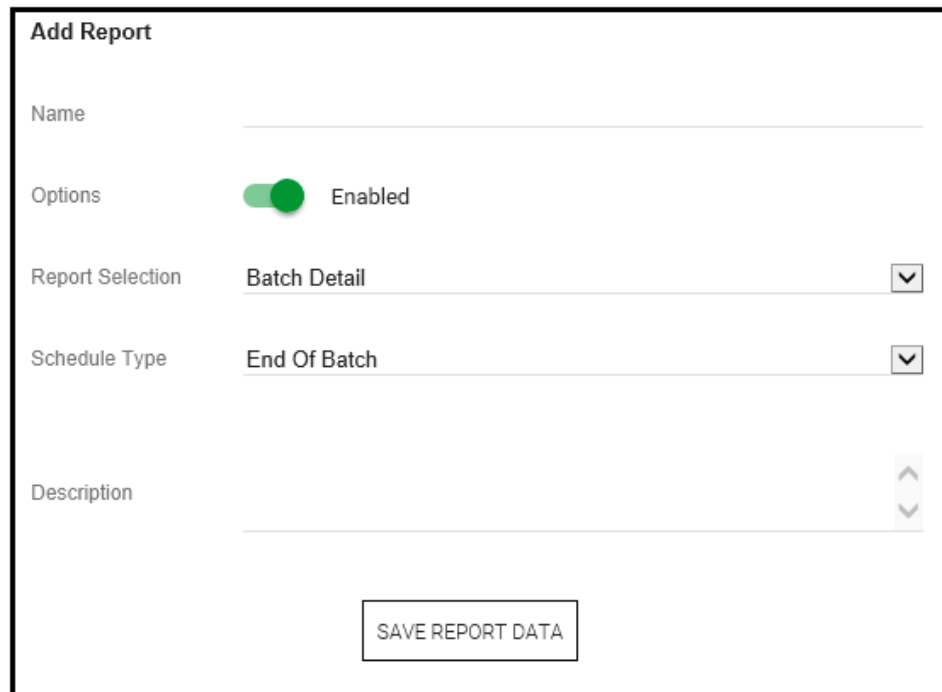 Add Report
Name
Options Enabled
Report Selection Batch Detail
Schedule Type End Of Batch
Description
SAVE REPORT DATA